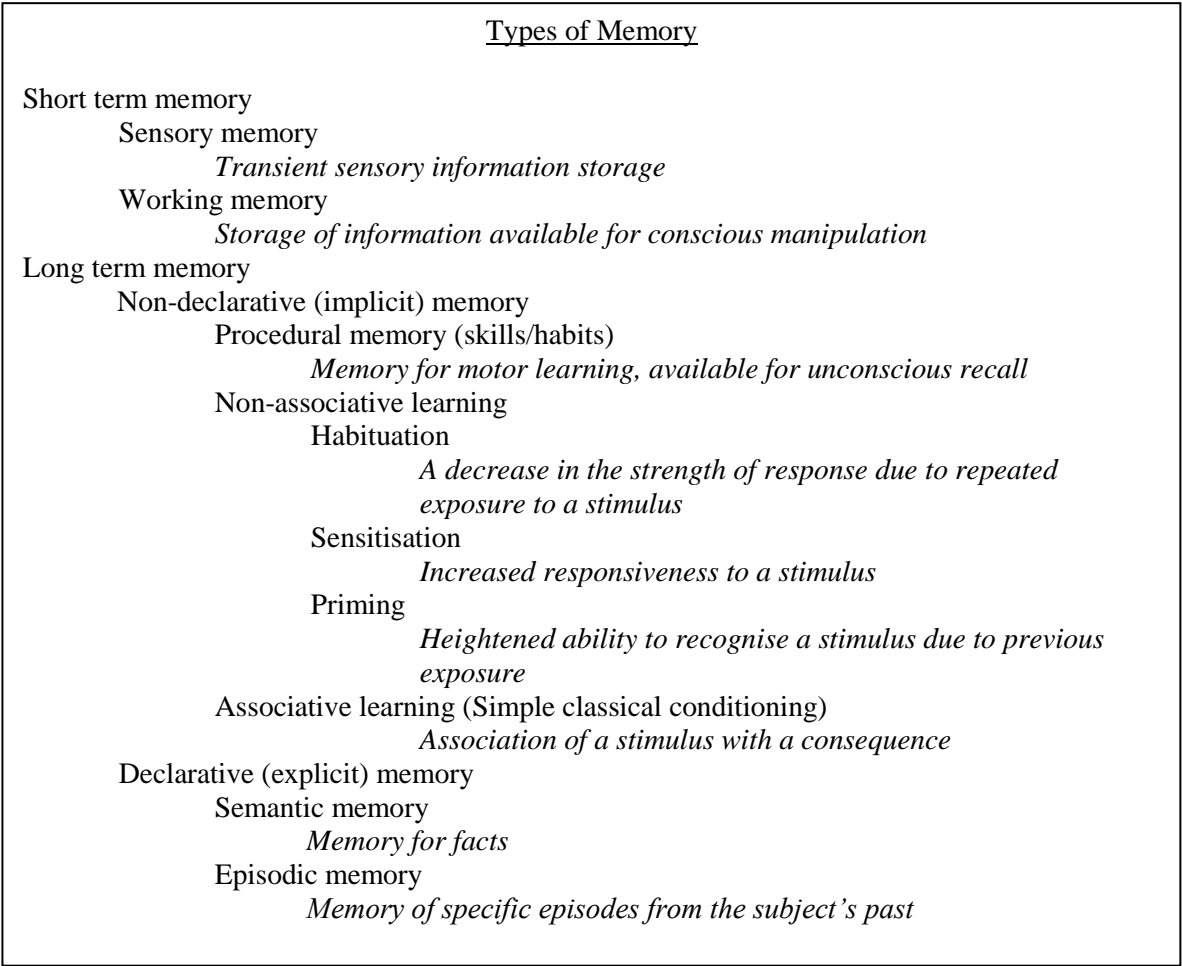 Types of Memory
Short term memory
Sensory memory
Transient sensory information storage
Working memory
Storage of information available for conscious manipulation
Long term memory
Non-declarative (implicit) memory
Procedural memory (skills/habits)
Memory for motor learning, available for unconscious recall
Non-associative learning
Habituation
A decrease in the strength of response due to repeated
exposure to a stimulus
Sensitisation
Increased responsiveness to a stimulus
Priming
Heightened ability to recognise a stimulus due to previous
exposure
Associative learning (Simple classical conditioning)
Association of a stimulus with a consequence
Declarative (explicit) memory
Semantic memory
Memory for facts
Episodic memory
Memory of specific episodes from the subject’s past